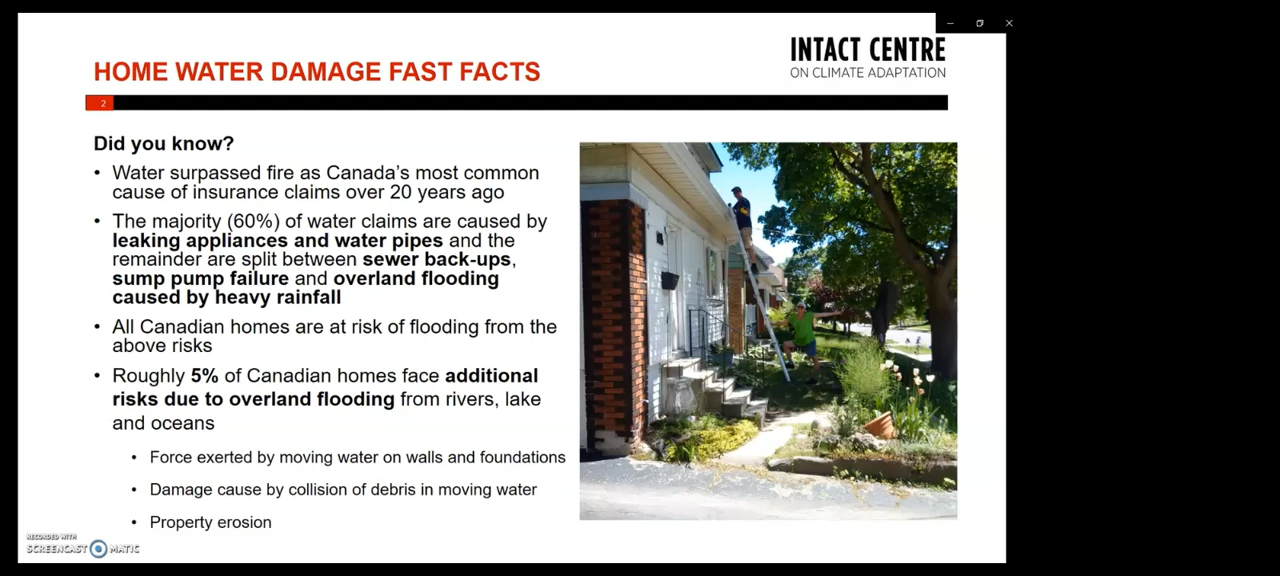 INTACT CENTRE
ON CLIMATE ADAPTATION
HOME WATER DAMAGE FAST FACTS
2
Did you know?
• Water surpassed fire as Canada's most common
cause of insurance claims over 20 years ago
• The majority (60%) of water claims are caused by
leaking appliances and water pipes and the
remainder are split between sewer back-ups,
sump pump failure and overland flooding
caused by heavy rainfall
• All Canadian homes are at risk of flooding from the
above risks
• Roughly 5% of Canadian homes face additional
risks due to overland flooding from rivers, lake
and oceans
• Force exerted by moving water on walls and foundations
• Damage cause by collision of debris in moving water
• Property erosion
RECORDED WITH
SCREENCAST MATIC